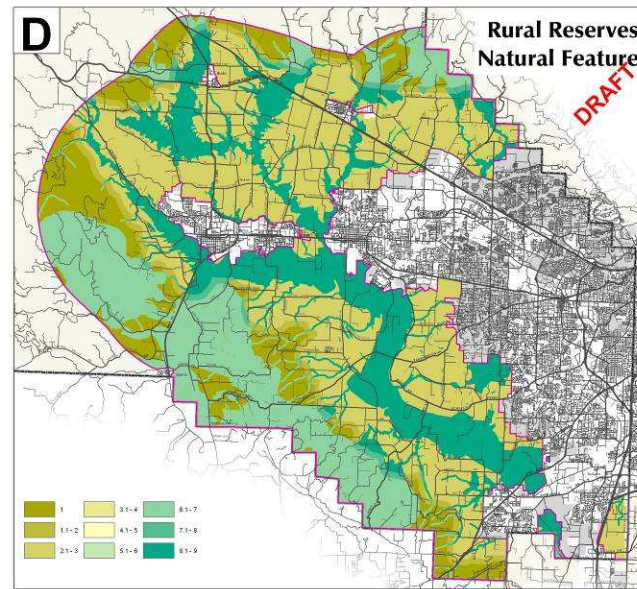 D
Rural Reserves
Natural Feature
DRAFT
1
3.1 - 4
6.1 - 7
1.1 - 2
4.1 - 5
7.1 - 8
2.1 - 3
5.1 - 6
8.1 - 9